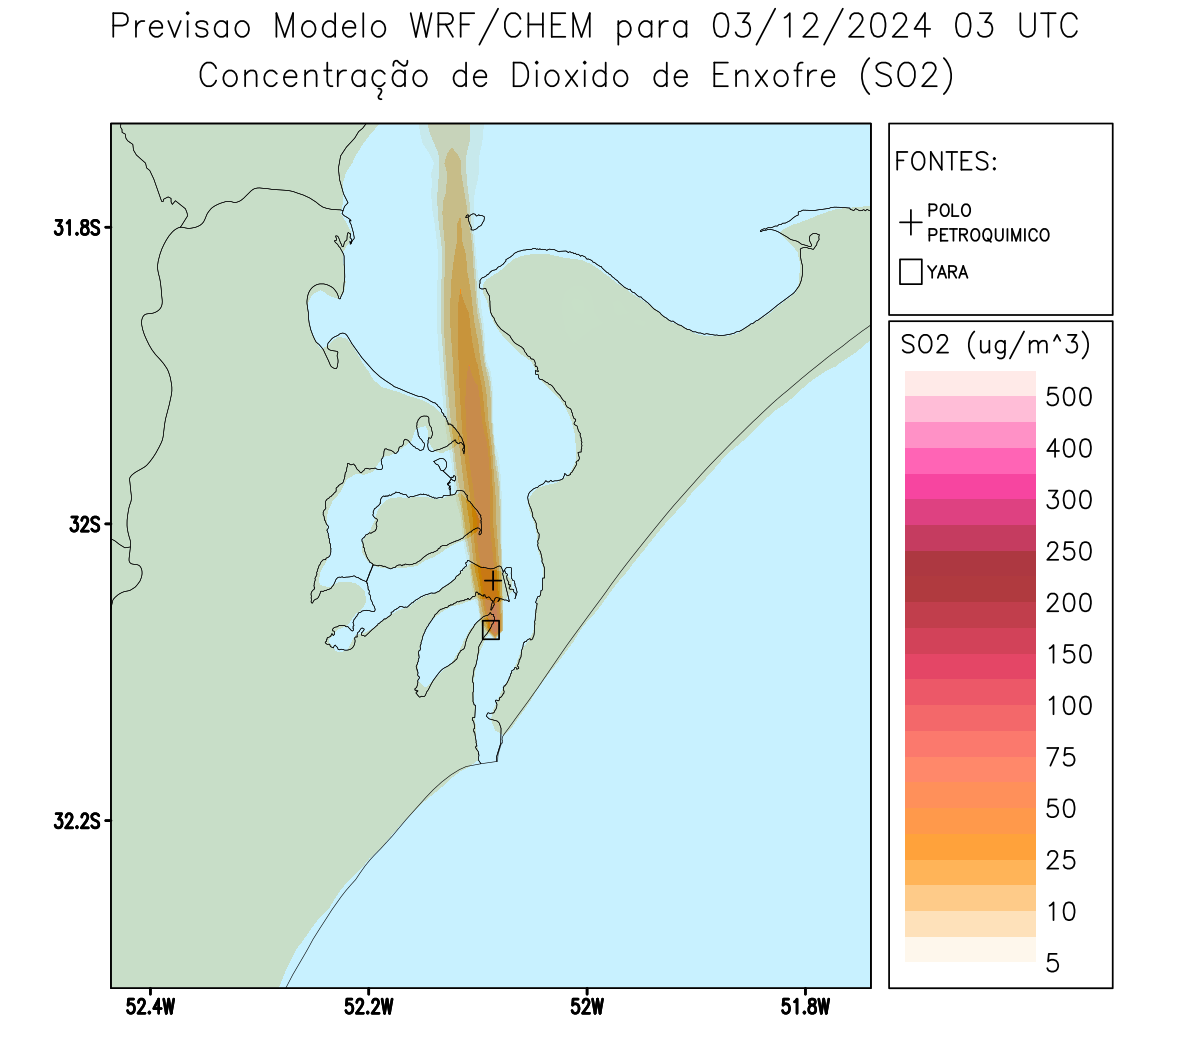 Previsao Modelo WRF/CHEM para 03/12/2024 03 UTC
Concentração de Dioxido de Enxofre (SO2)
FONTES:
POLO
PETROQUIMICO
YARA
SO2 (ug/m^3)
500
400
300
250
200
150
100
75
50
25
10
5
31.8S
32S
32.2S
52.4W
52.2W
52W
51.8W